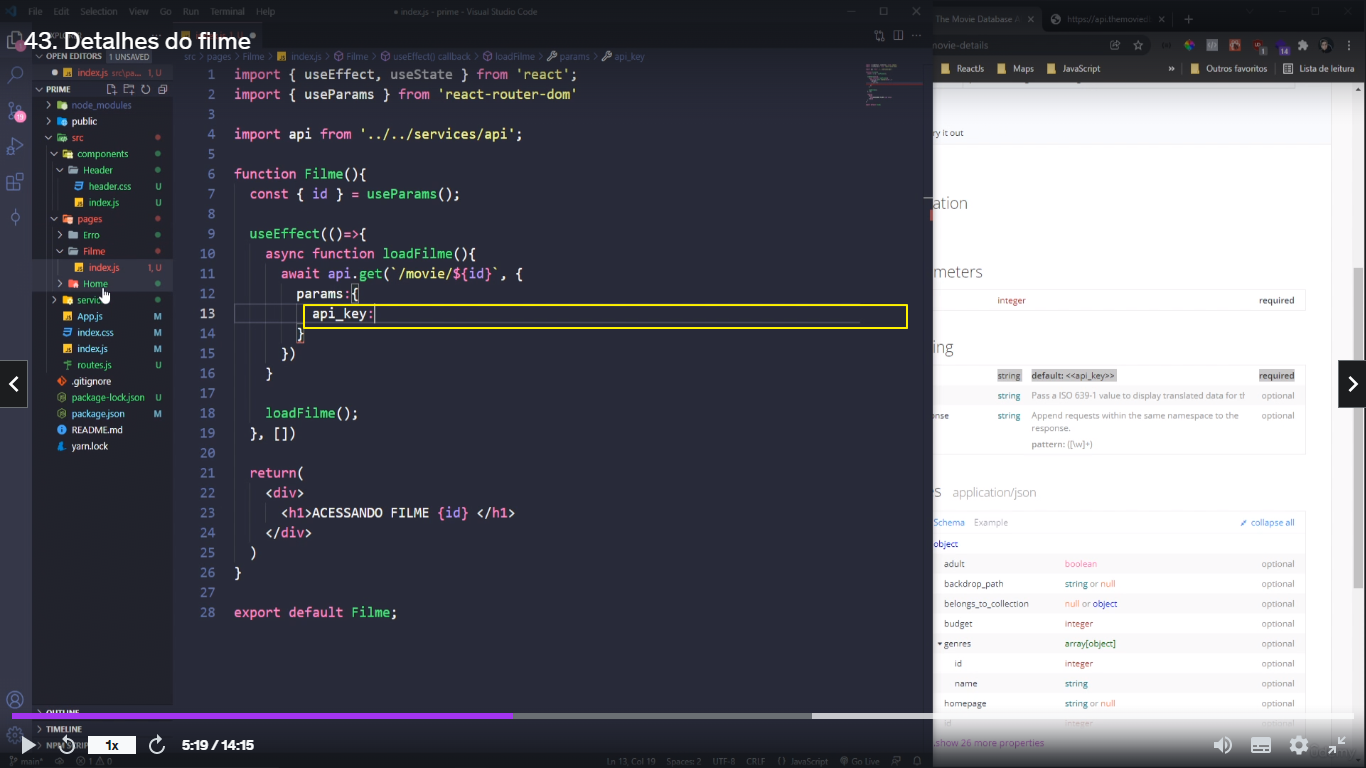 File Edit Selection View Go Run Terminal Help
index.js - prime - Visual Studio Code
43. Detalhes do filme
OPEN EDITORS 1 UNSAVED
index.js src\pa... 1, U
PRIME
node_modules
public
src
components
Header
header.css U
index.js U
pages
Erro
Filme
index.js 1, U
Home
servic
App.js M
index.css M
index.js M
routes.js U
.gitignore
package-lock.json U
package.json M
README.md
yarn.lock
OUTLINE
TIMELINE
NPM SCRIP
src > pages > Filme > index.js > Filme > useEffect() callback > loadFilme > params > api_key
1 import { useEffect, useState } from 'react';
2 import { useParams } from 'react-router-dom'
3
4 import api from '../../services/api';
5
6 function Filme(){
7 const { id } = useParams();
8
9 useEffect(()=>{
10 async function loadFilme(){
11 await api.get(`/movie/${id}`, {
12 params:{
13 api_key:
14 }
15 })
16 }
17
18 loadFilme();
19 }, [])
20
21 return(
22 <div>
23 <h1>ACESSANDO FILME {id} </h1>
24 </div>
25 )
26 }
27
28 export default Filme;
The Movie Database
https://api.themovied
movie-details
ReactJs Maps JavaScript » Outros favoritos Lista de leitura
ry it out
ation
meters
integer required
ing
string default: <<api_key>> required
string Pass a ISO 639-1 value to display translated data for th optional
onse string Append requests within the same namespace to the optional
response.
pattern: ([\w]+)
es application/json
Schema Example collapse all
object
adult boolean optional
backdrop_path string or null optional
belongs_to_collection null or object optional
budget integer optional
genres array[object] optional
id integer optional
name string optional
homepage string or null optional
id integer optional
...show 26 more properties
1x 5:19 / 14:15
main* 1 0 Ln 13, Col 19 Spaces: 2 UTF-8 CRLF {} JavaScript Go Live